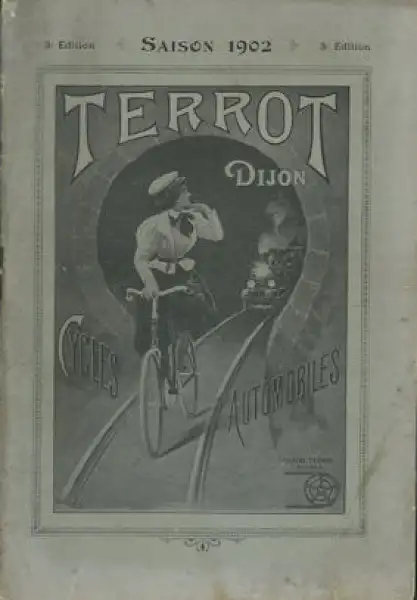 3e Edition SAISON 1902 3e Edition
TERROT
DIJON
CYCLES
AUTOMOBILES